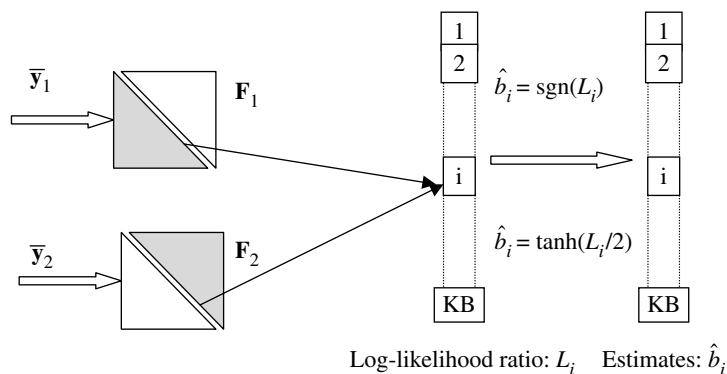 ȳ₁
F₁
ȳ₂
F₂
1
2
i
KB
b̂ᵢ = sgn(Lᵢ)
b̂ᵢ = tanh(Lᵢ/2)
1
2
i
KB
Log-likelihood ratio: Lᵢ
Estimates: b̂ᵢ